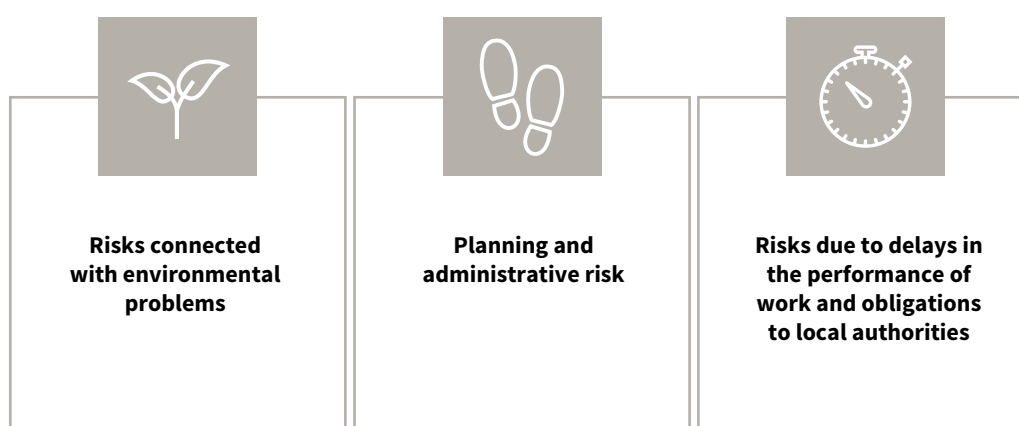 Risks connected
with environmental
problems
Planning and
administrative risk
Risks due to delays in
the performance of
work and obligations
to local authorities